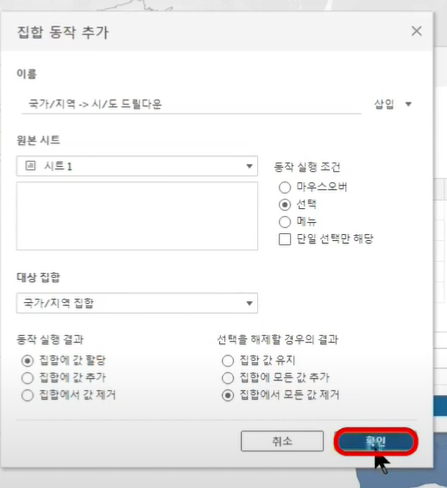 집합 동작 추가
이름
국가/지역 -> 시/도 드릴다운
삽입
원본 시트
시트 1
동작 실행 조건
마우스오버
선택
메뉴
단일 선택만 해당
대상 집합
국가/지역 집합
동작 실행 결과
집합에 값 할당
집합에 값 추가
집합에서 값 제거
선택을 해제할 경우의 결과
집합 값 유지
집합에 모든 값 추가
집합에서 모든 값 제거
취소
확인